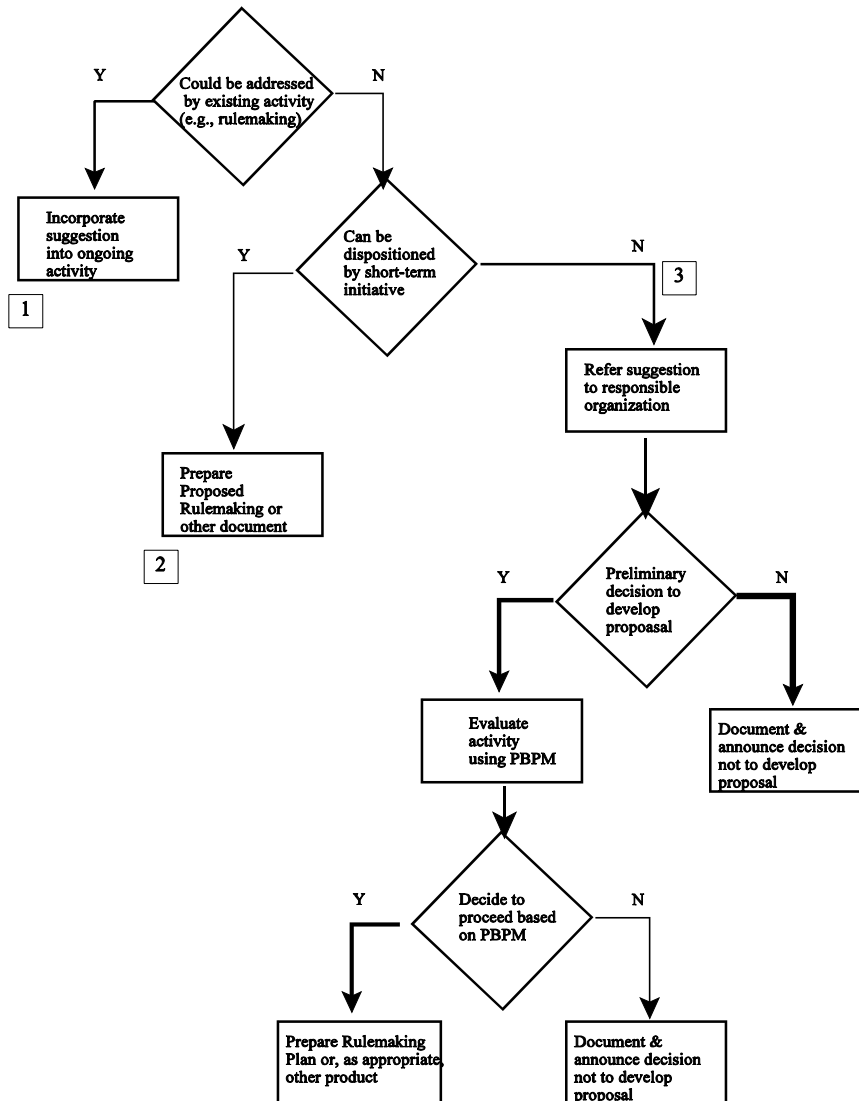 Y
N
Could be addressed
by existing activity
(e.g., rulemaking)
Incorporate
suggestion
into ongoing
activity
1
Y
N
Can be
dispositioned
by short-term
initiative
3
Refer suggestion
to responsible
organization
Prepare
Proposed
Rulemaking or
other document
2
Y
N
Preliminary
decision to
develop
propoasal
Evaluate
activity
using PBPM
Document &
announce decision
not to develop
proposal
Y
N
Decide to
proceed based
on PBPM
Prepare Rulemaking
Plan or, as appropriate,
other product
Document &
announce decision
not to develop
proposal